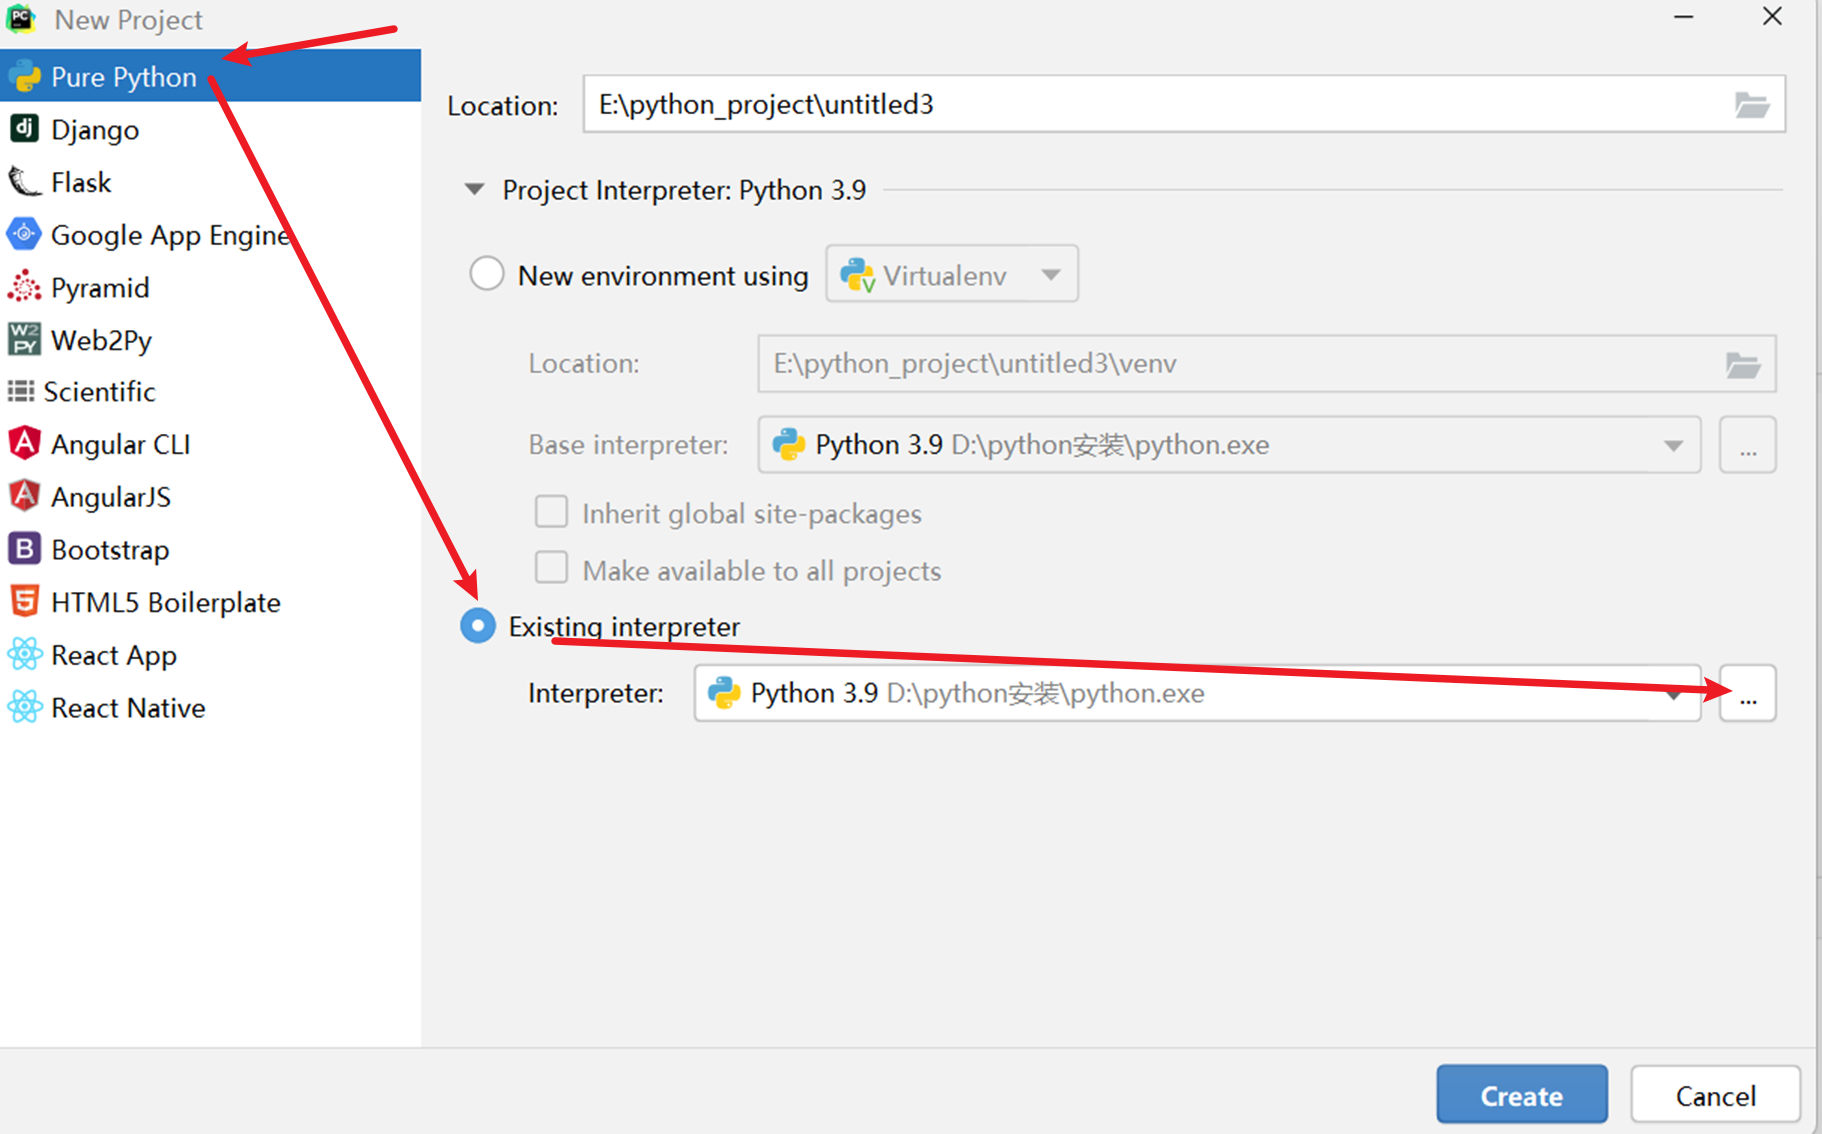 New Project
Pure Python
Django
Flask
Google App Engine
Pyramid
Web2Py
Scientific
Angular CLI
AngularJS
Bootstrap
HTML5 Boilerplate
React App
React Native
Location: E:\python_project\untitled3
Project Interpreter: Python 3.9
New environment using Virtualenv
Location: E:\python_project\untitled3\venv
Base interpreter: Python 3.9 D:\python安装\python.exe ...
Inherit global site-packages
Make available to all projects
Existing interpreter
Interpreter: Python 3.9 D:\python安装\python.exe ...
Create Cancel